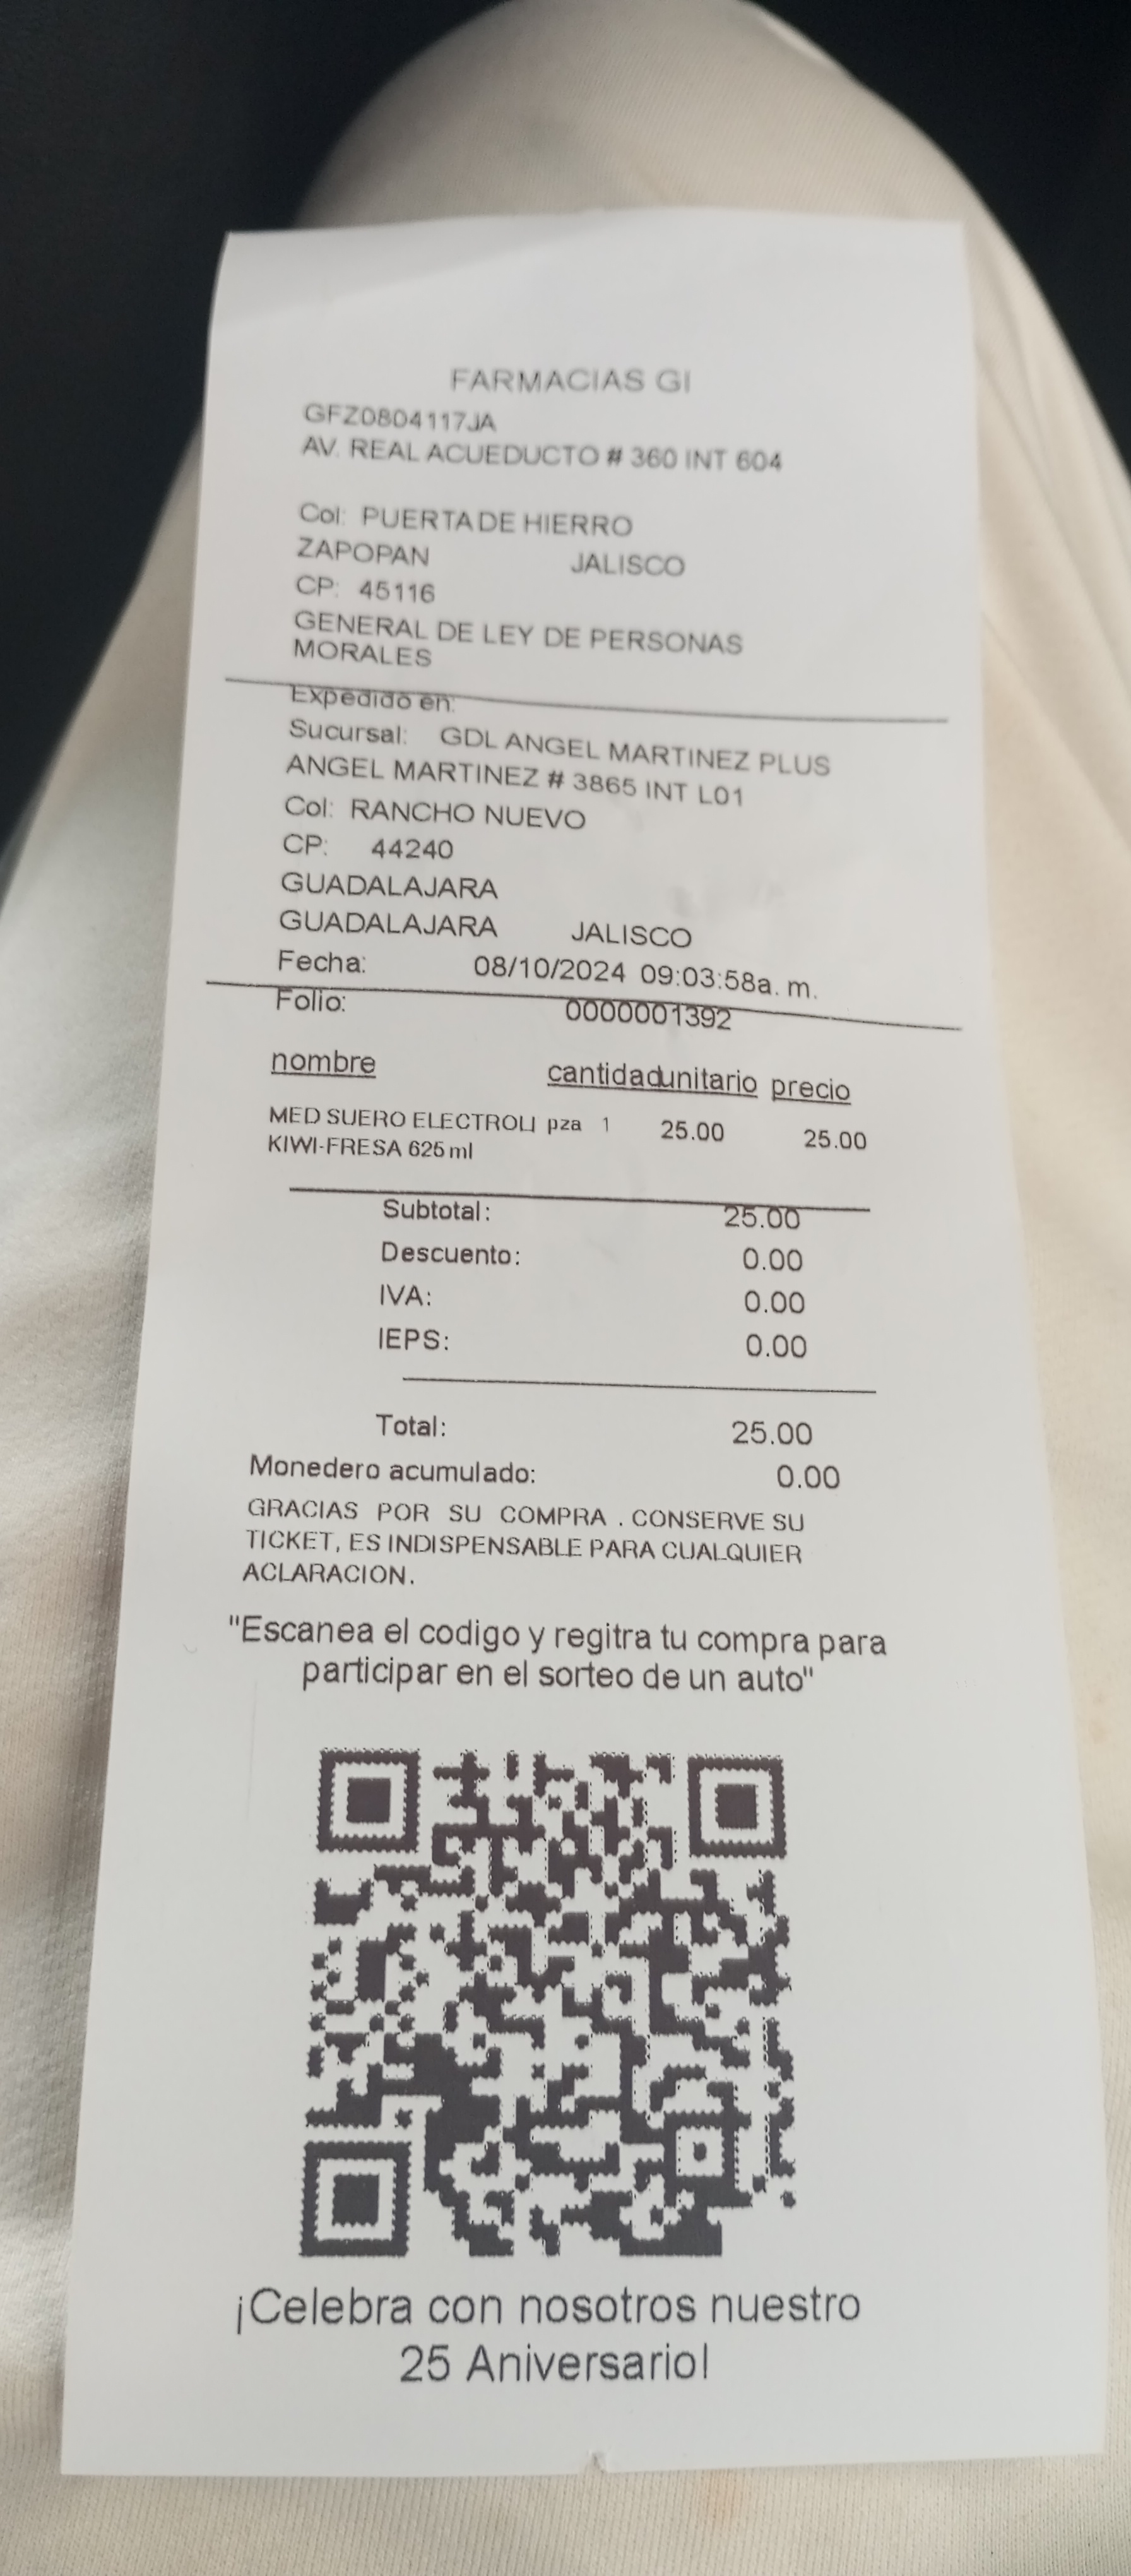 FARMACIAS GI
GFZ0804117JA
AV. REAL ACUEDUCTO # 360 INT 604
Col: PUERTA DE HIERRO
ZAPOPAN JALISCO
CP: 45116
GENERAL DE LEY DE PERSONAS
MORALES
Expedido en:
Sucursal: GDL ANGEL MARTINEZ PLUS
ANGEL MARTINEZ # 3865 INT L01
Col: RANCHO NUEVO
CP: 44240
GUADALAJARA
GUADALAJARA JALISCO
Fecha: 08/10/2024 09:03:58a. m.
Folio: 0000001392
nombre cantidad unitario precio
MED SUERO ELECTROLI pza 1 25.00 25.00
KIWI-FRESA 625 ml
Subtotal: 25.00
Descuento: 0.00
IVA: 0.00
IEPS: 0.00
Total: 25.00
Monedero acumulado: 0.00
GRACIAS POR SU COMPRA . CONSERVE SU
TICKET, ES INDISPENSABLE PARA CUALQUIER
ACLARACION.
"Escanea el codigo y regitra tu compra para
participar en el sorteo de un auto"
¡Celebra con nosotros nuestro
25 Aniversario!